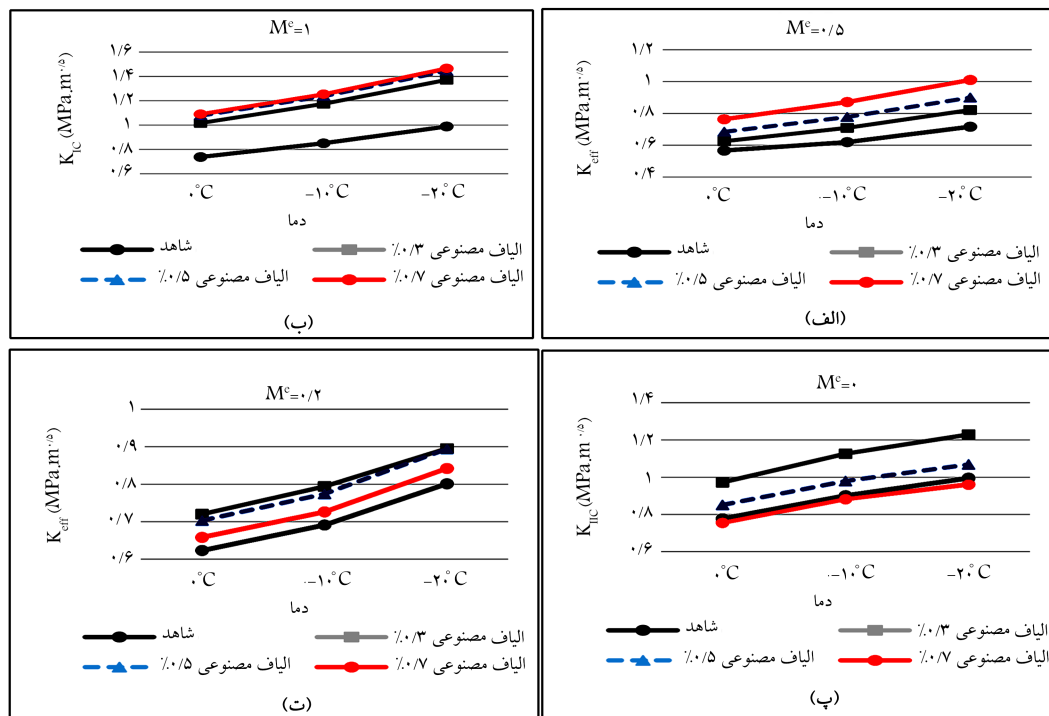 M^e=۰/۵
K_eff (MPa.m^۰/۵)
۱/۲
۱
۰/۸
۰/۶
۰/۴
۰°C
−۱۰°C
−۲۰°C
دما
شاهد
الیاف مصنوعی ۰/۳٪
الیاف مصنوعی ۰/۵٪
الیاف مصنوعی ۰/۷٪
(الف)
M^e=۱
K_IC (MPa.m^۰/۵)
۱/۶
۱/۴
۱/۲
۱
۰/۸
۰/۶
۰°C
−۱۰°C
−۲۰°C
دما
شاهد
الیاف مصنوعی ۰/۳٪
الیاف مصنوعی ۰/۵٪
الیاف مصنوعی ۰/۷٪
(ب)
M^e=۰
K_IIC (MPa.m^۰/۵)
۱/۴
۱/۲
۱
۰/۸
۰/۶
۰°C
−۱۰°C
−۲۰°C
دما
شاهد
الیاف مصنوعی ۰/۳٪
الیاف مصنوعی ۰/۵٪
الیاف مصنوعی ۰/۷٪
(پ)
M^e=۰/۲
K_eff (MPa.m^۰/۵)
۱
۰/۹
۰/۸
۰/۷
۰/۶
۰°C
−۱۰°C
−۲۰°C
دما
شاهد
الیاف مصنوعی ۰/۳٪
الیاف مصنوعی ۰/۵٪
الیاف مصنوعی ۰/۷٪
(ت)